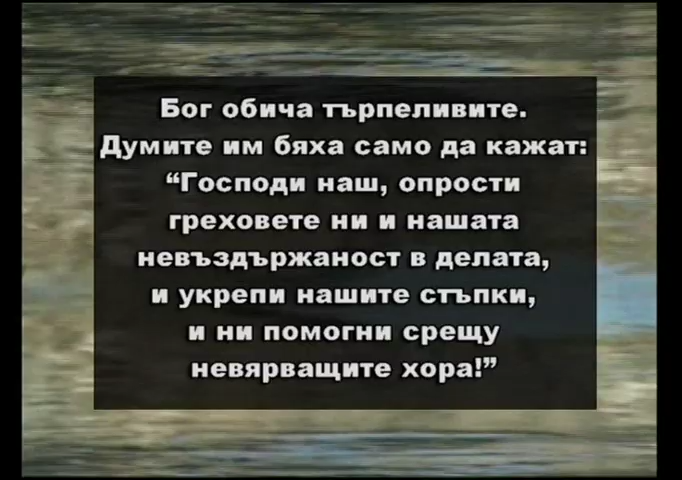 Бог обича търпеливите.
Думите им бяха само да кажат:
“Господи наш, опрости
греховете ни и нашата
невъздържаност в делата,
и укрепи нашите стъпки,
и ни помогни срещу
невярващите хора!”